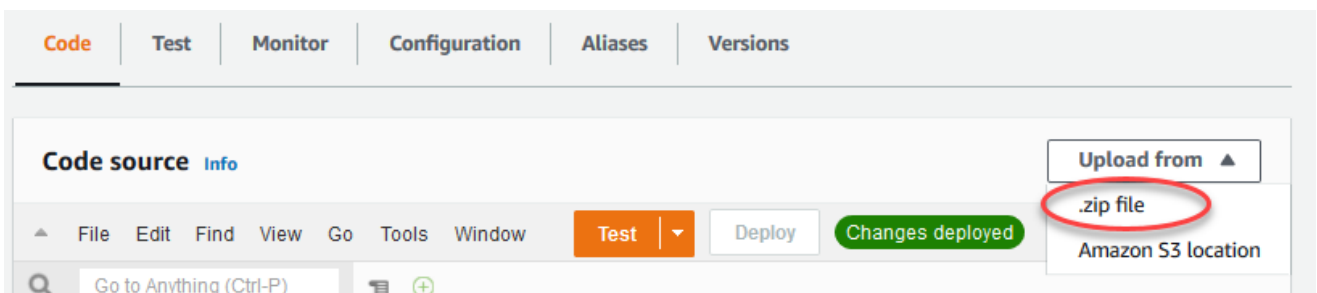 Code Test Monitor Configuration Aliases Versions
Code source Info
Upload from
.zip file
Amazon S3 location
File Edit Find View Go Tools Window Test Deploy Changes deployed
Go to Anything (Ctrl-P)